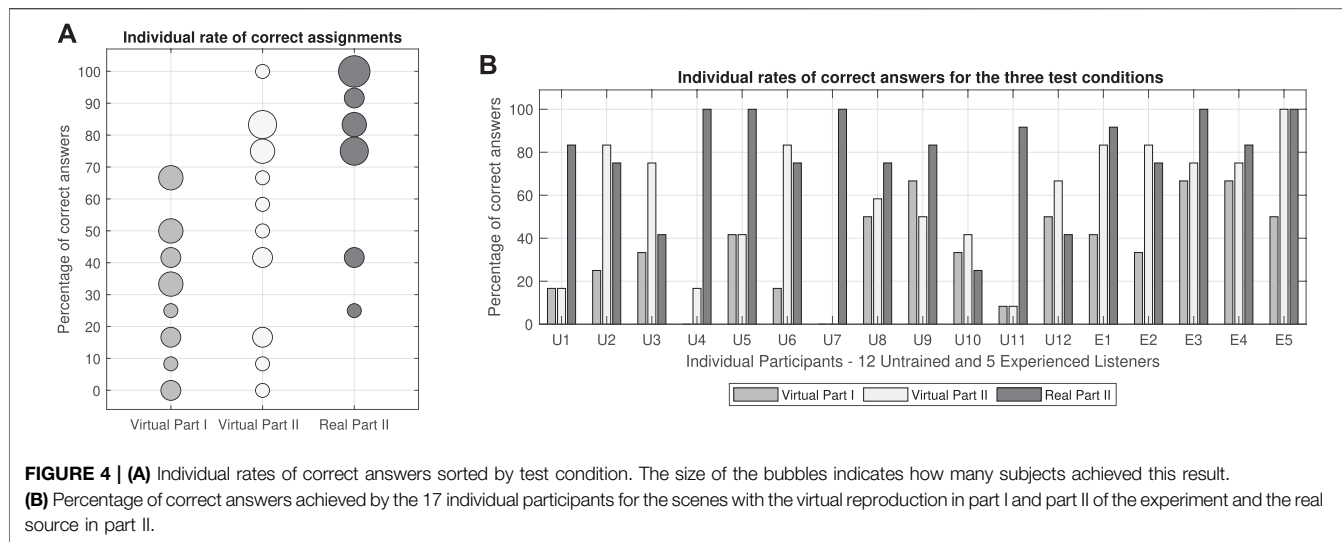 A
Individual rate of correct assignments
Percentage of correct answers
100
90
80
70
60
50
40
30
20
10
0
Virtual Part I Virtual Part II Real Part II
B
Individual rates of correct answers for the three test conditions
Percentage of correct answers
100
80
60
40
20
0
U1 U2 U3 U4 U5 U6 U7 U8 U9 U10 U11 U12 E1 E2 E3 E4 E5
Individual Participants - 12 Untrained and 5 Experienced Listeners
Virtual Part I Virtual Part II Real Part II
FIGURE 4 | (A) Individual rates of correct answers sorted by test condition. The size of the bubbles indicates how many subjects achieved this result.
(B) Percentage of correct answers achieved by the 17 individual participants for the scenes with the virtual reproduction in part I and part II of the experiment and the real
source in part II.